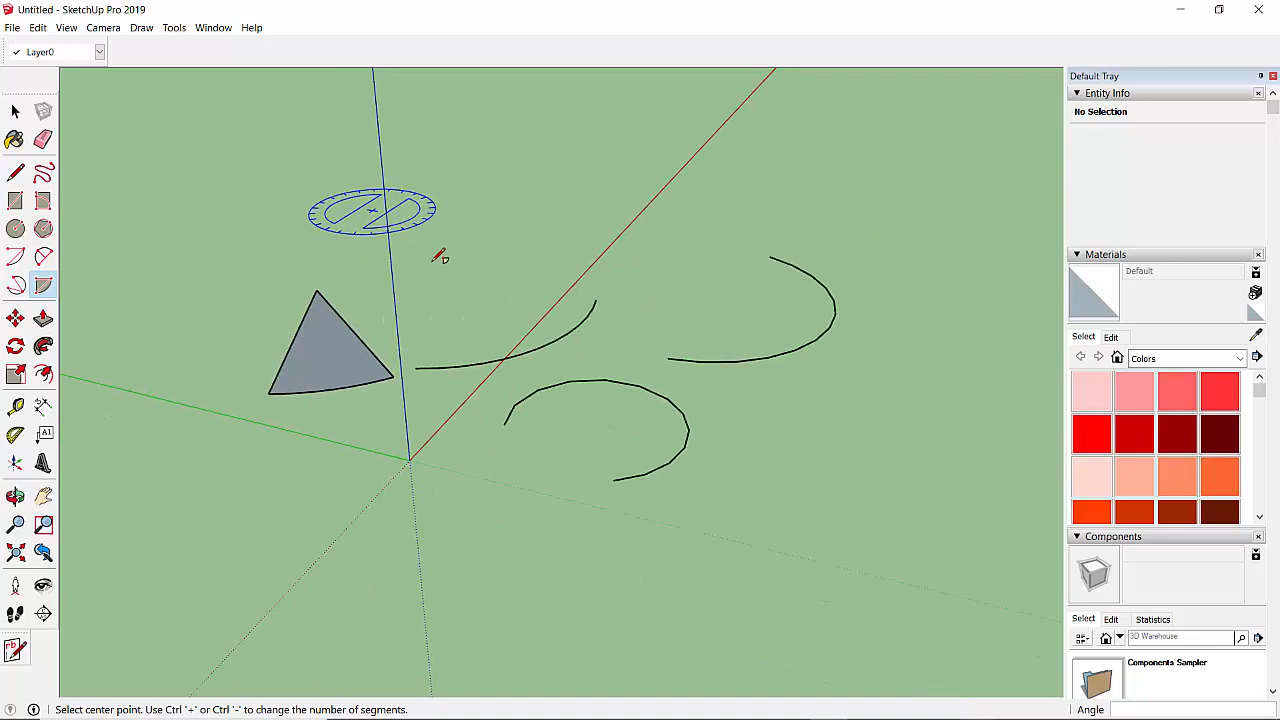 Untitled - SketchUp Pro 2019
File Edit View Camera Draw Tools Window Help
✓ Layer0
Default Tray
Entity Info
No Selection
Materials
Default
Select Edit
Colors
Components
Select Edit Statistics
3D Warehouse
Components Sampler
A1
Select center point. Use Ctrl '+' or Ctrl '-' to change the number of segments.
Angle